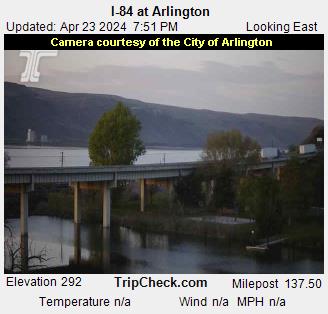 I-84 at Arlington
Updated: Apr 23 2024 7:51 PM Looking East
Camera courtesy of the City of Arlington
Elevation 292 TripCheck.com Milepost 137.50
Temperature n/a Wind n/a MPH n/a